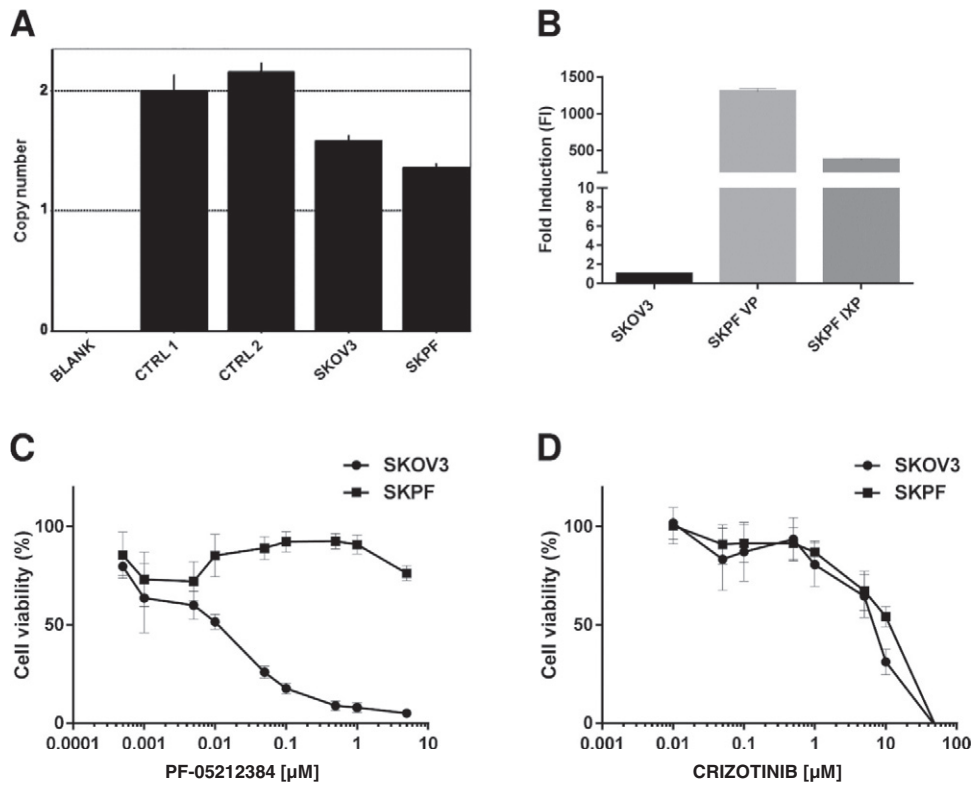 A
Copy number
2
1
0
BLANK
CTRL 1
CTRL 2
SKOV3
SKPF
B
Fold Induction (FI)
1500
1000
500
10
8
6
4
2
0
SKOV3
SKPF VP
SKPF IXP
C
SKOV3
SKPF
Cell viability (%)
100
50
0
0.0001 0.001 0.01 0.1 1 10
PF-05212384 [µM]
D
SKOV3
SKPF
Cell viability (%)
100
50
0
0.001 0.01 0.1 1 10 100
CRIZOTINIB [µM]